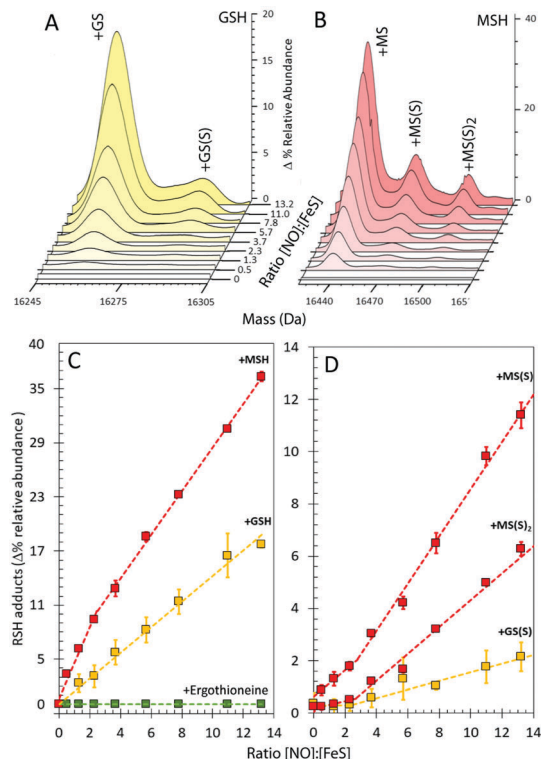 A
+GS
GSH
+GS(S)
20
15
10
5
0
Δ % Relative Abundance
13.2
11.0
7.8
5.7
3.7
2.3
1.3
0.5
0
Ratio [NO]:[FeS]
16245
16275
16305
B
+MS
MSH
+MS(S)
+MS(S)2
40
20
0
16440
16470
16500
165
Mass (Da)
C
40
36
29
23
17
11
5
0
+MSH
+GSH
+Ergothioneine
RSH adducts (Δ% relative abundance)
0 2 4 6 8 10 12 14
D
14
12
10
8
6
4
2
0
+MS(S)
+MS(S)2
+GS(S)
0 2 4 6 8 10 12 14
Ratio [NO]:[FeS]